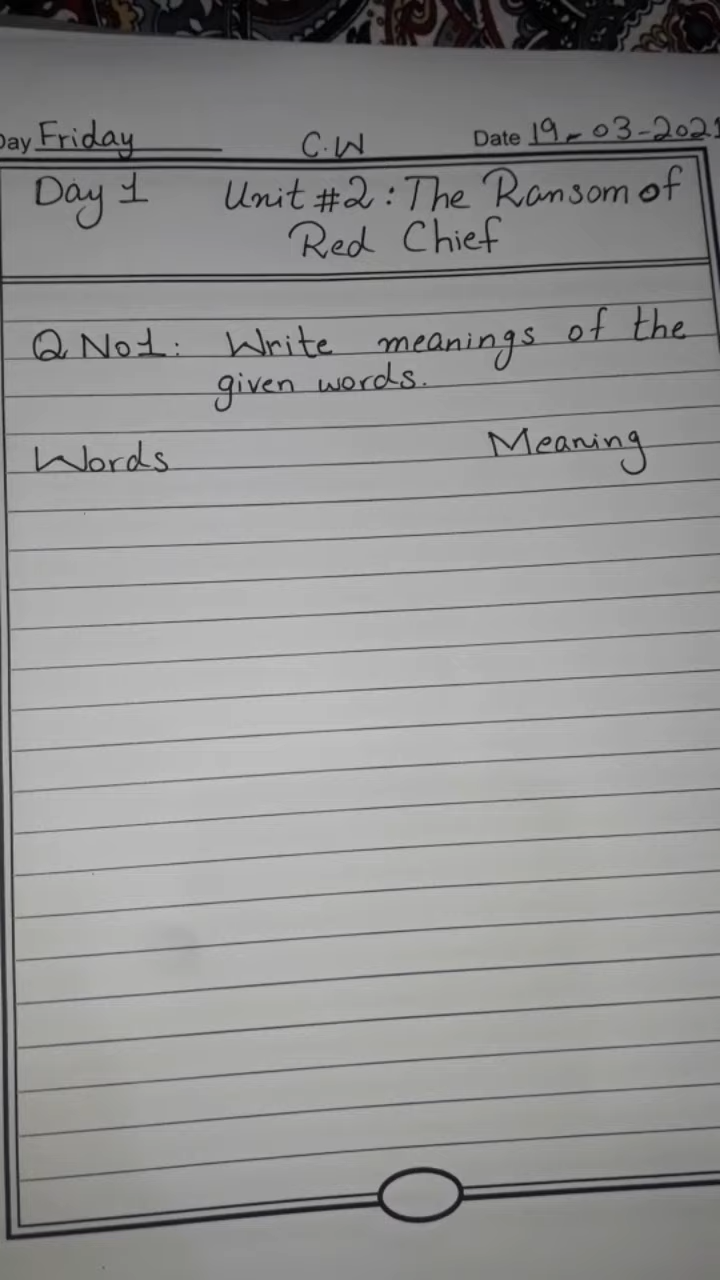 Day Friday C.W Date 19-03-2021
Day 1 Unit #2: The Ransom of
Red Chief
Q No1: Write meanings of the
given words.
Words Meaning